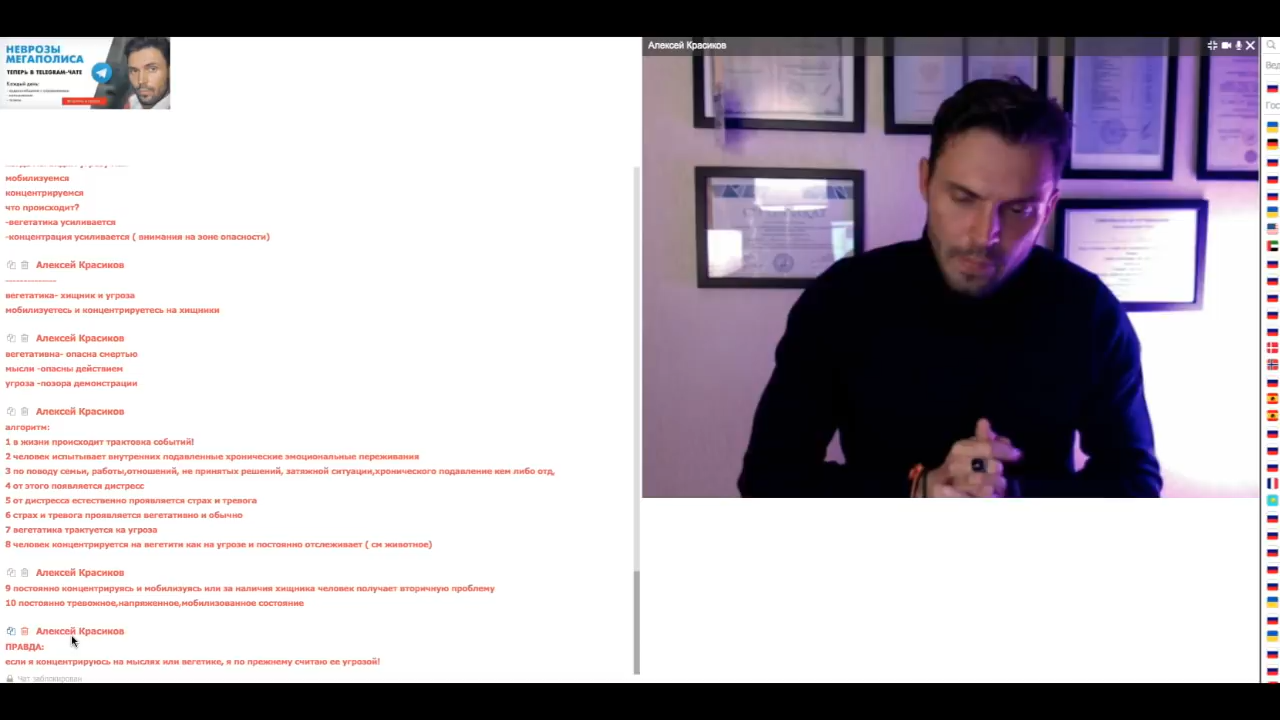 НЕВРОЗЫ
МЕГАПОЛИСА
ТЕПЕРЬ В TELEGRAM-ЧАТЕ
Каждый день:
Алексей Красиков
мобилизуемся
концентрируемся
что происходит?
-вегетатика усиливается
-концентрация усиливается ( внимания на зоне опасности)
Алексей Красиков
---------------
вегетатика- хищник и угроза
мобилизуетесь и концентрируетесь на хищники
Алексей Красиков
вегетативна- опасна смертью
мысли -опасны действием
угроза -позора демонстрации
Алексей Красиков
алгоритм:
1 в жизни происходит трактовка событий!
2 человек испытывает внутренних подавленные хронические эмоциональные переживания
3 по поводу семьи, работы,отношений, не принятых решений, затяжной ситуации,хронического подавление кем либо отд,
4 от этого появляется дистресс
5 от дистресса естественно проявляется страх и тревога
6 страх и тревога проявляется вегетативно и обычно
7 вегетатика трактуется на угроза
8 человек концентрируется на вегетити как на угрозе и постоянно отслеживает ( см животное)
Алексей Красиков
9 постоянно концентрируясь и мобилизуясь или за наличия хищника человек получает вторичную проблему
10 постоянно тревожное,напряженное,мобилизованное состояние
Алексей Красиков
ПРАВДА:
если я концентрируюсь на мыслях или вегетике, я по прежнему считаю ее угрозой!
Чат заблокирован
Вед
Гос